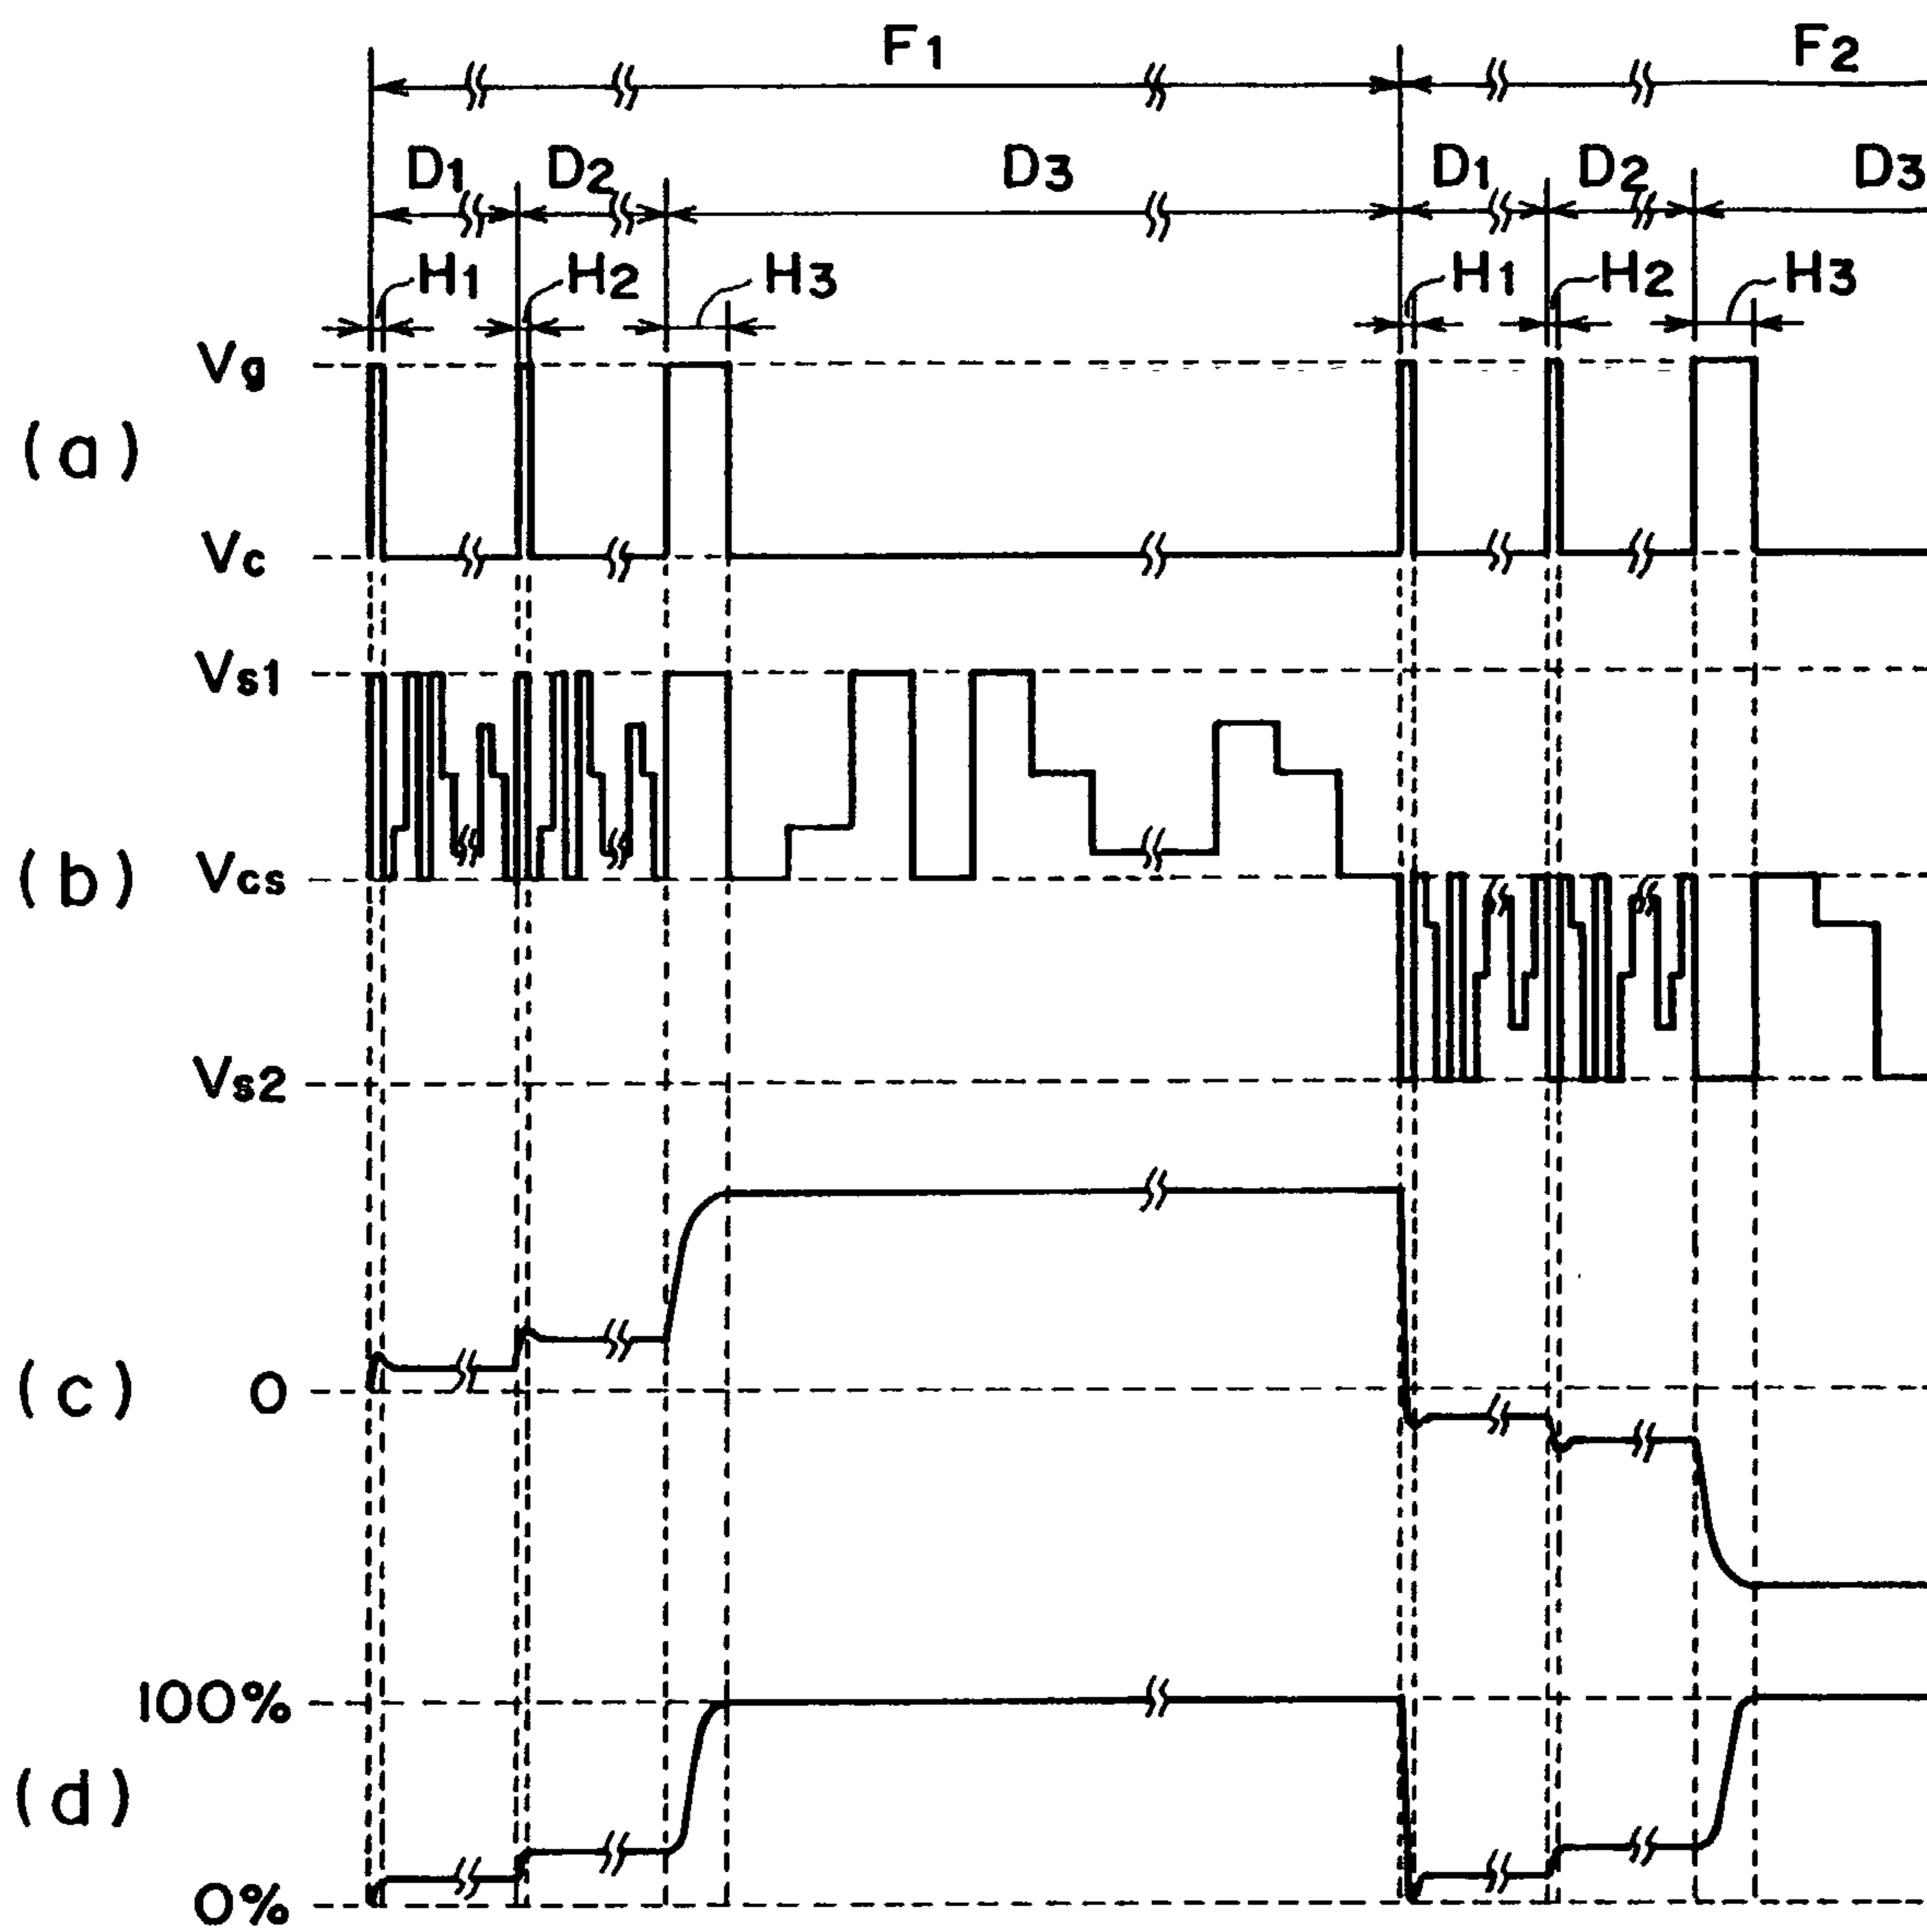 F1 F2
D1 D2 D3 D1 D2 D3
H1 H2 H3 H1 H2 H3
Vg
(a)
Vc
Vs1
(b)
Vcs
Vs2
(c)
0
100%
(d)
0%